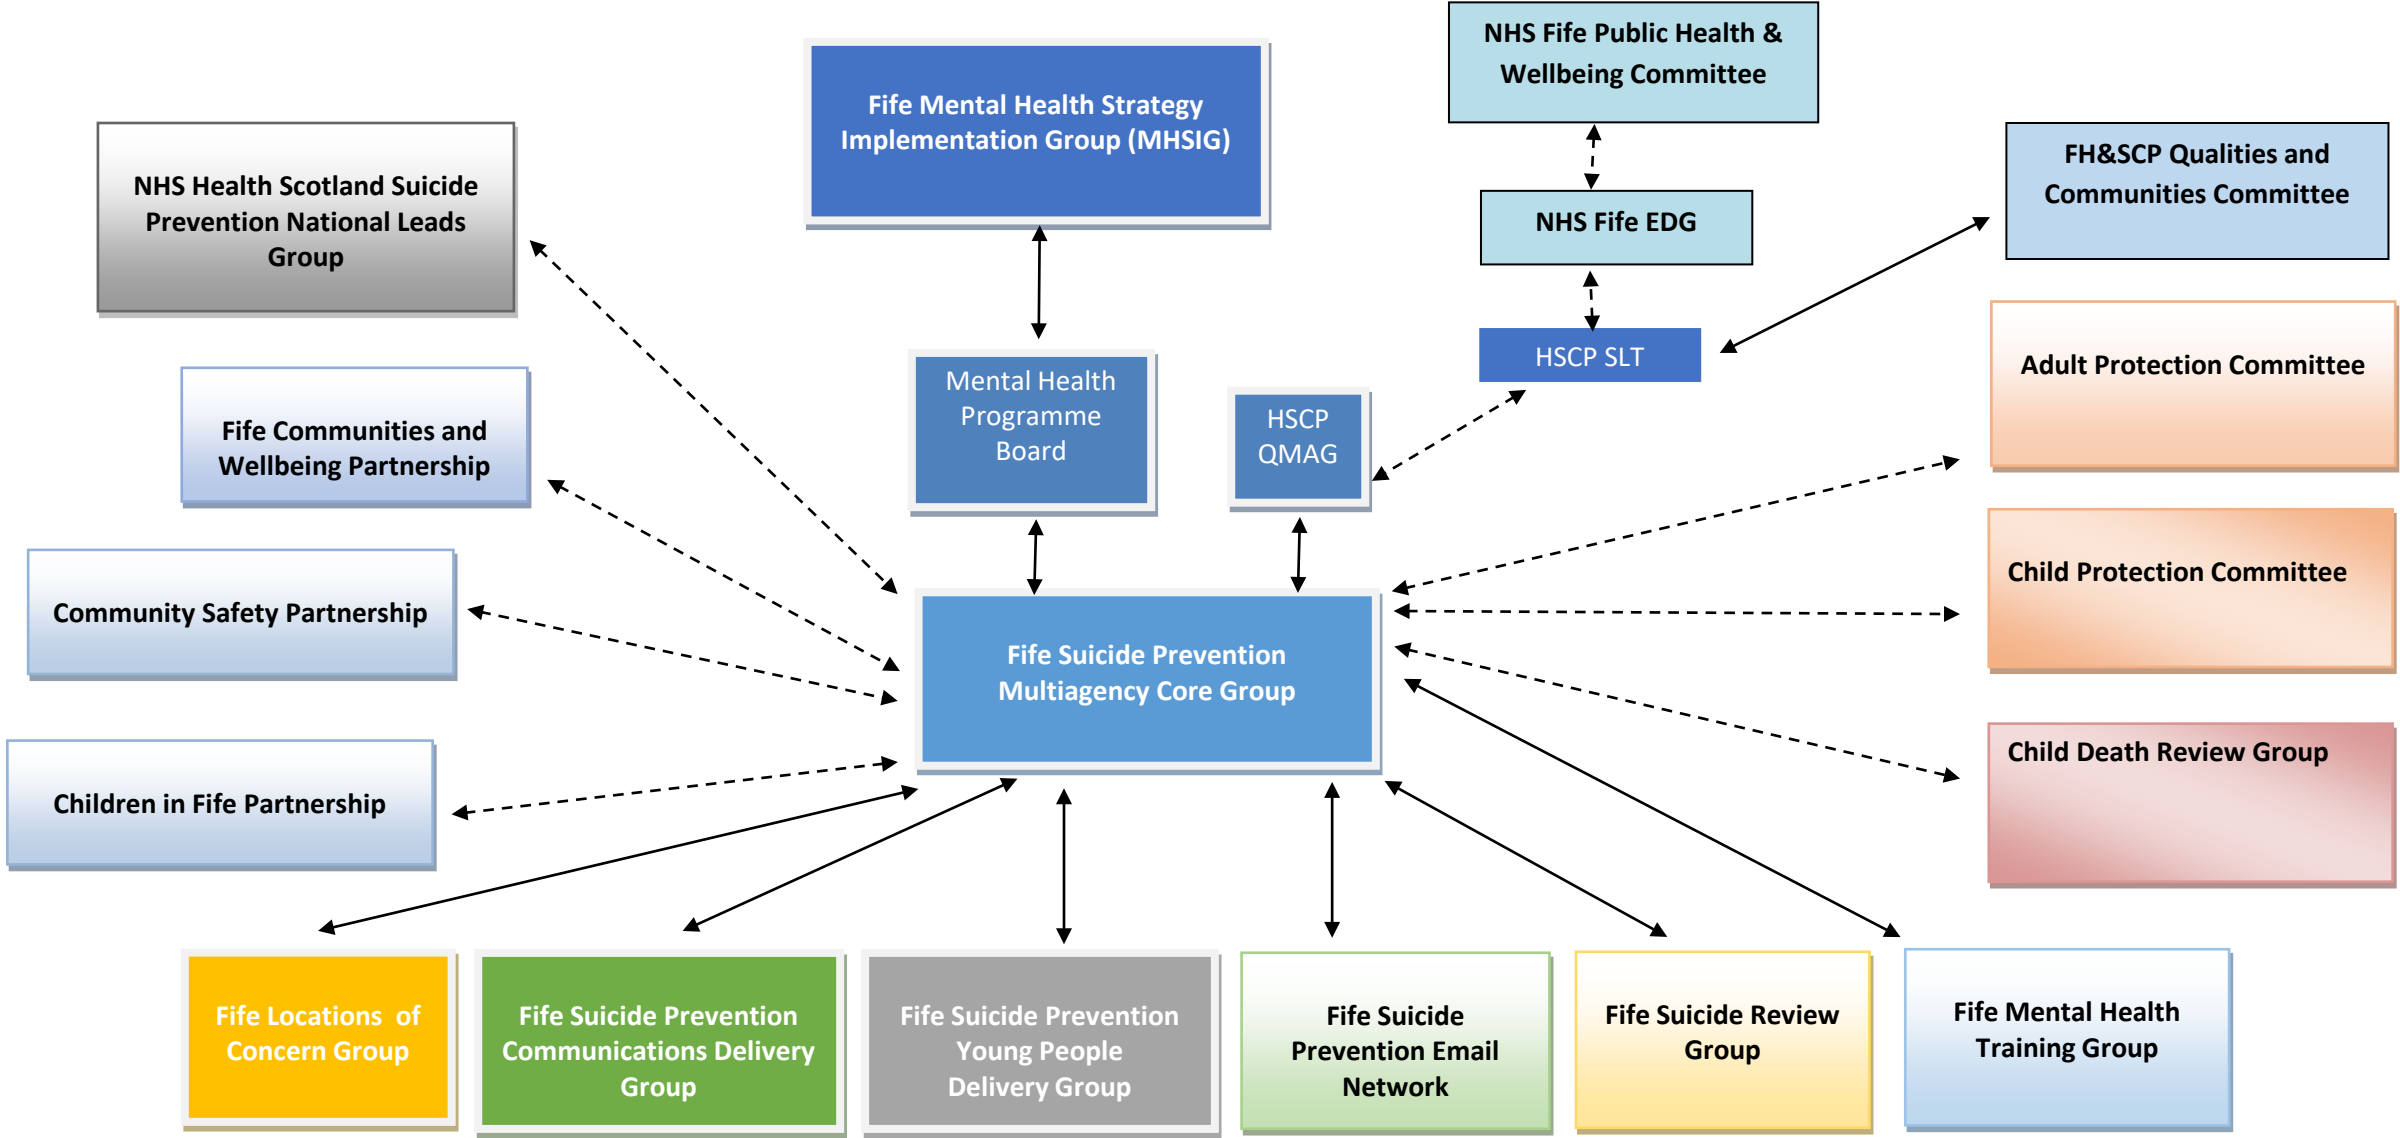 NHS Fife Public Health &
Wellbeing Committee
Fife Mental Health Strategy
Implementation Group (MHSIG)
NHS Health Scotland Suicide
Prevention National Leads
Group
FH&SCP Qualities and
Communities Committee
NHS Fife EDG
HSCP SLT
Adult Protection Committee
Mental Health
Programme
Board
HSCP
QMAG
Fife Communities and
Wellbeing Partnership
Child Protection Committee
Community Safety Partnership
Fife Suicide Prevention
Multiagency Core Group
Child Death Review Group
Children in Fife Partnership
Fife Locations of
Concern Group
Fife Suicide Prevention
Communications Delivery
Group
Fife Suicide Prevention
Young People
Delivery Group
Fife Suicide
Prevention Email
Network
Fife Suicide Review
Group
Fife Mental Health
Training Group